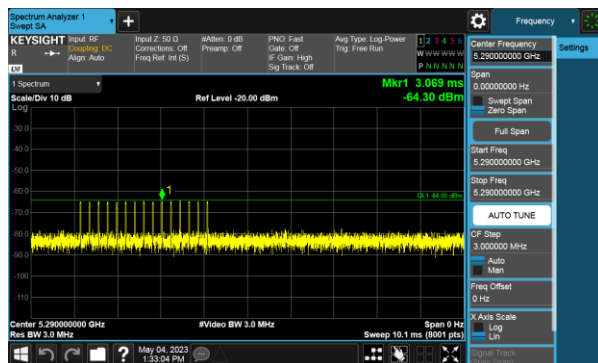 Spectrum Analyzer 1
Swept SA
Frequency
KEYSIGHT
R
LNI
Input: RF
Coupling: DC
Align: Auto
Input Z: 50 Ω
Corrections: Off
Freq Ref: Int (S)
#Atten: 0 dB
Preamp: Off
PNO: Fast
Gate: Off
IF Gain: High
Sig Track: Off
Avg Type: Log-Power
Trig: Free Run
1 2 3 4 5 6
W W W W W W
P N N N N N
Center Frequency
5.290000000 GHz
Settings
Span
0.00000000 Hz
Swept Span
Zero Span
Full Span
Start Freq
5.290000000 GHz
Stop Freq
5.290000000 GHz
AUTO TUNE
CF Step
3.000000 MHz
Auto
Man
Freq Offset
0 Hz
X Axis Scale
Log
Lin
Signal Track
1 Spectrum
Scale/Div 10 dB
Log
Ref Level -20.00 dBm
Mkr1 3.069 ms
-64.30 dBm
-30.0
-40.0
-50.0
-60.0
-70.0
-80.0
-90.0
-100
-110
1
DL1 -64.00 dBm
Center 5.290000000 GHz
Res BW 3.0 MHz
#Video BW 3.0 MHz
Span 0 Hz
Sweep 10.1 ms (8001 pts)
May 04, 2023
1:33:04 PM